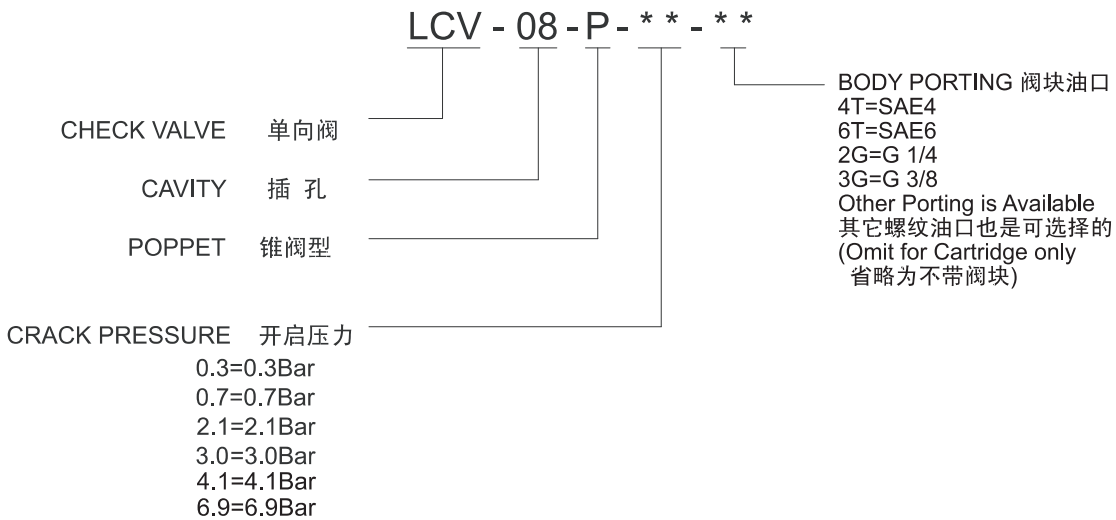 LCV - 08 - P - * * - * *
CHECK VALVE 单向阀
CAVITY 插 孔
POPPET 锥阀型
CRACK PRESSURE 开启压力
0.3=0.3Bar
0.7=0.7Bar
2.1=2.1Bar
3.0=3.0Bar
4.1=4.1Bar
6.9=6.9Bar
BODY PORTING 阀块油口
4T=SAE4
6T=SAE6
2G=G 1/4
3G=G 3/8
Other Porting is Available
其它螺纹油口也是可选择的
(Omit for Cartridge only
省略为不带阀块)